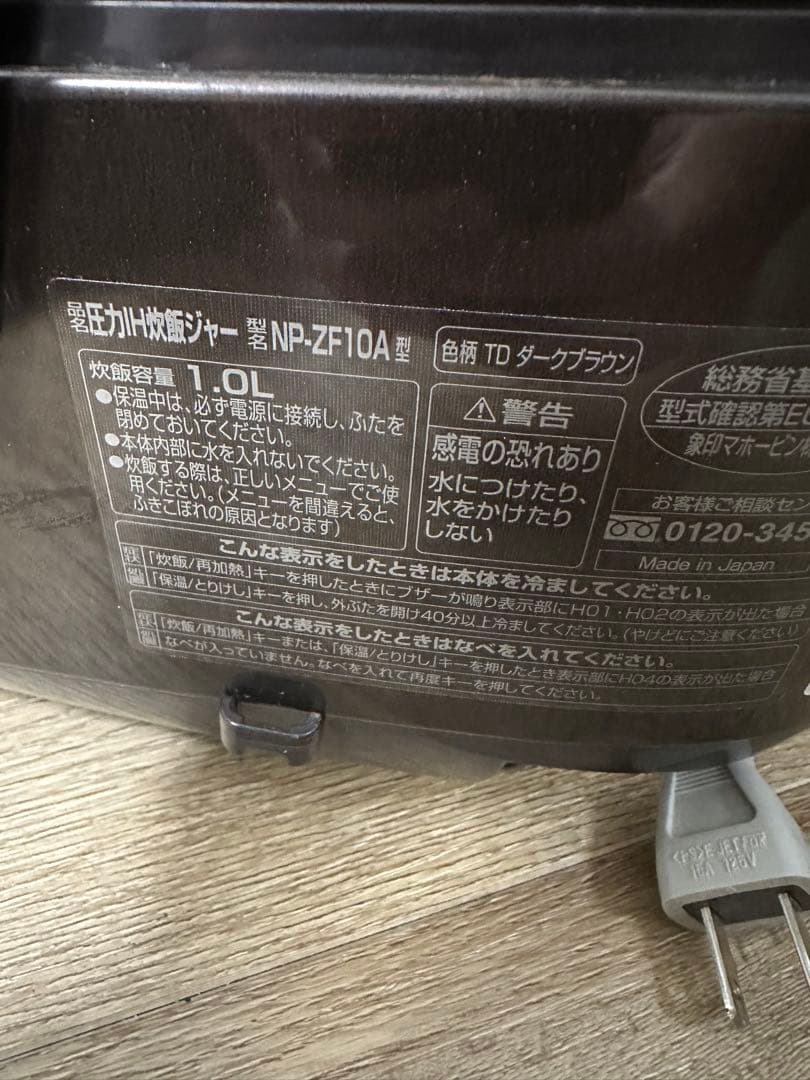 品名 圧力IH炊飯ジャー 型名 NP-ZF10A型
色柄 TD ダークブラウン
炊飯容量 1.0L
●保温中は、必ず電源に接続し、ふたを
閉めておいてください。
●本体内部に水を入れないでください。
●炊飯する際は、正しいメニューでご使
用ください。(メニューを間違えると、
ふきこぼれの原因となります)
⚠警告
感電の恐れあり
水につけたり、
水をかけたり
しない
総務省基
型式確認第E
象印マホービン
お客様ご相談セン
0120-345
Made in Japan
こんな表示をしたときは本体を冷ましてください。
症状 「炊飯/再加熱」キーを押したときにブザーが鳴り表示部にH01・H02の表示が出た場合
処置 「保温/とりけし」キーを押し、外ぶたを開け40分以上冷ましてください。(やけどにご注意ください)
こんな表示をしたときはなべを入れてください。
症状 「炊飯/再加熱」キーまたは、「保温/とりけし」キーを押したとき表示部にH04の表示が出た場合
処置 なべが入っていません。なべを入れて再度キーを押してください。
<PS>E JET
15A 125V